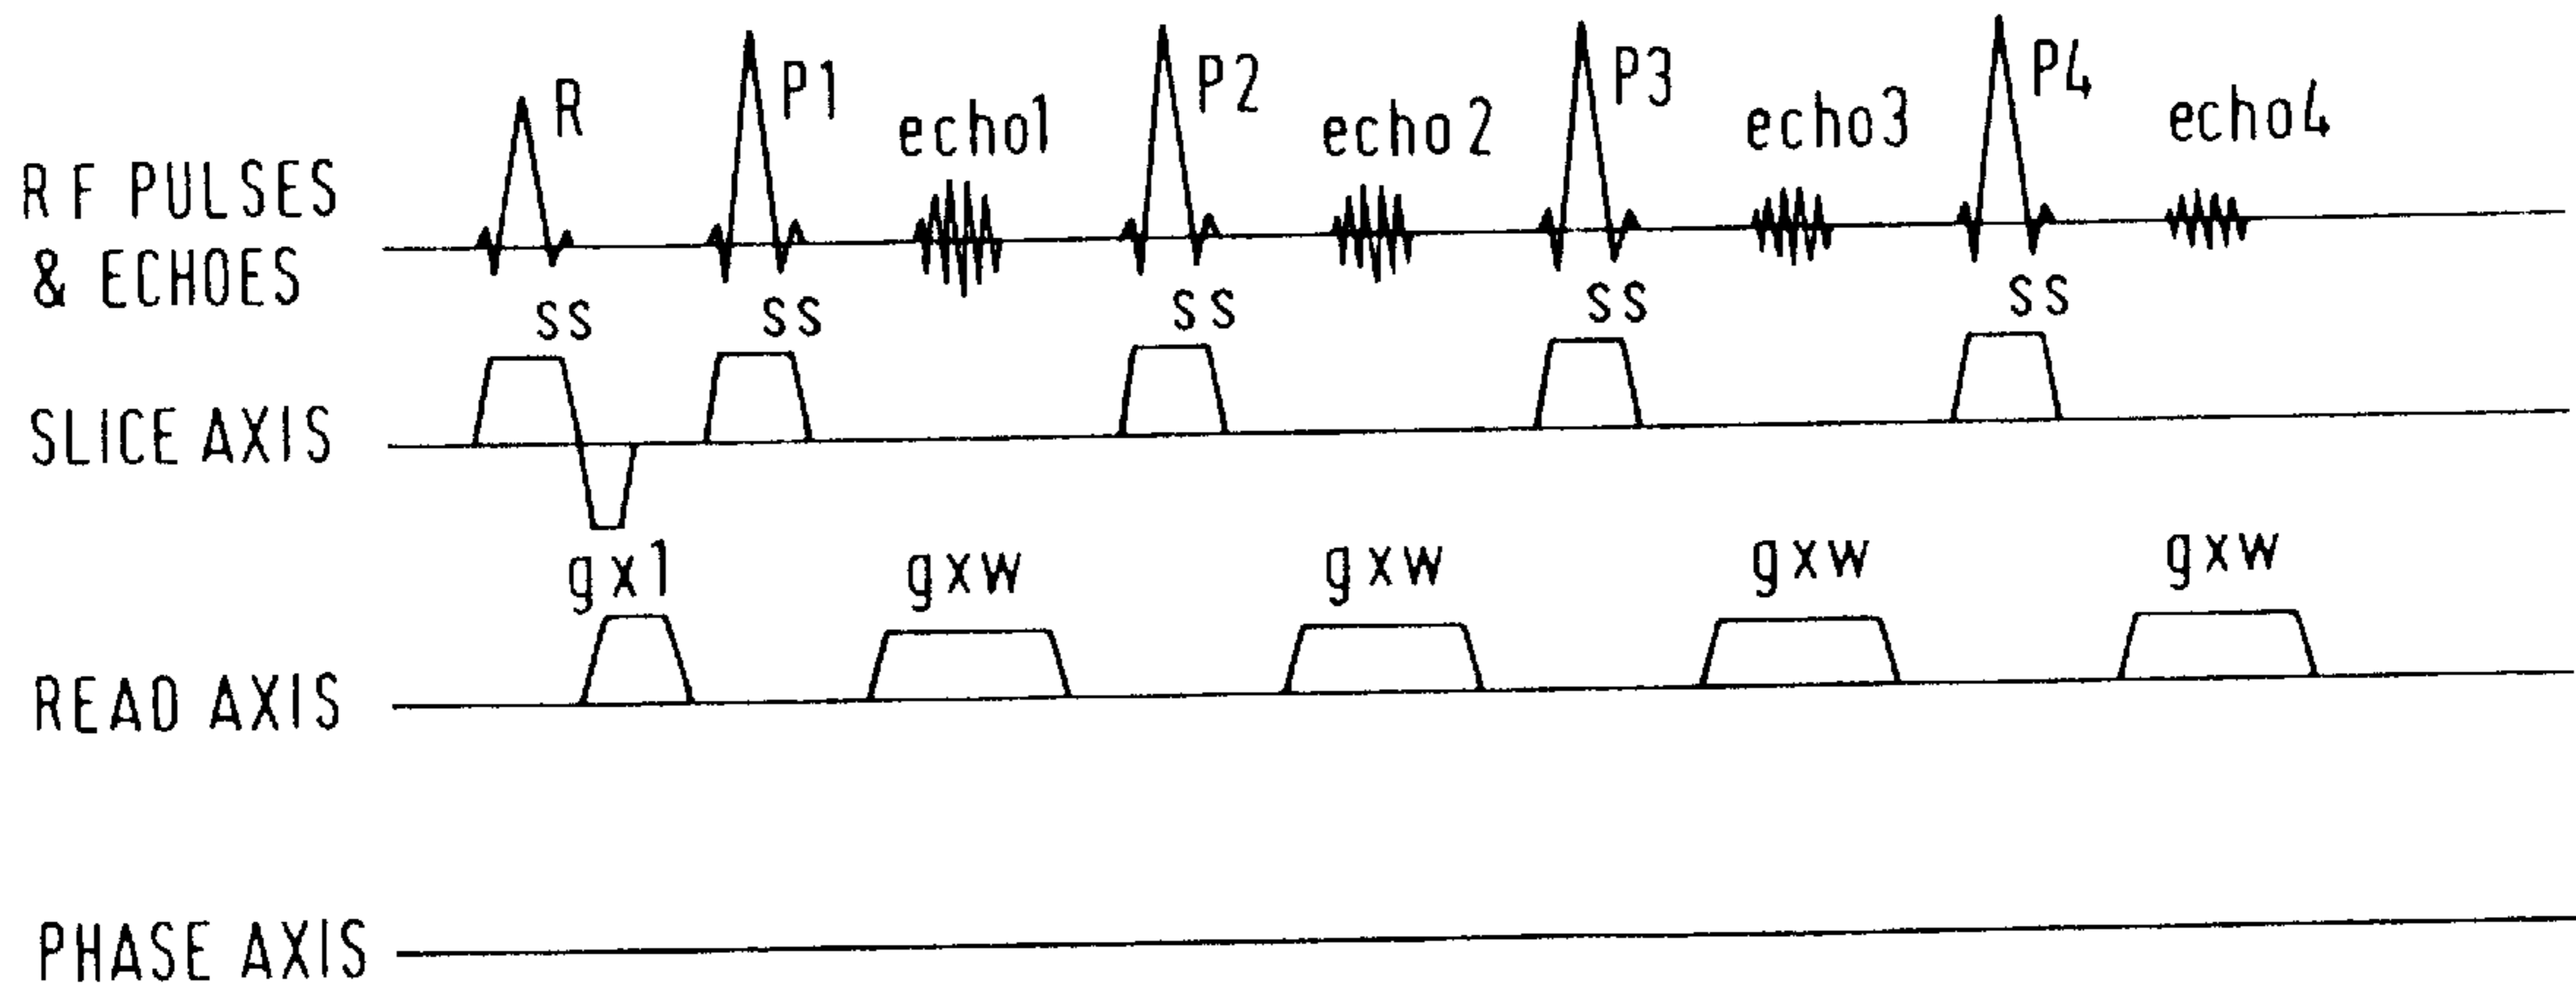 R P1 P2 P3 P4
echo1 echo2 echo3 echo4
RF PULSES
& ECHOES
ss ss ss ss ss
SLICE AXIS
gx1 gxw gxw gxw gxw
READ AXIS
PHASE AXIS